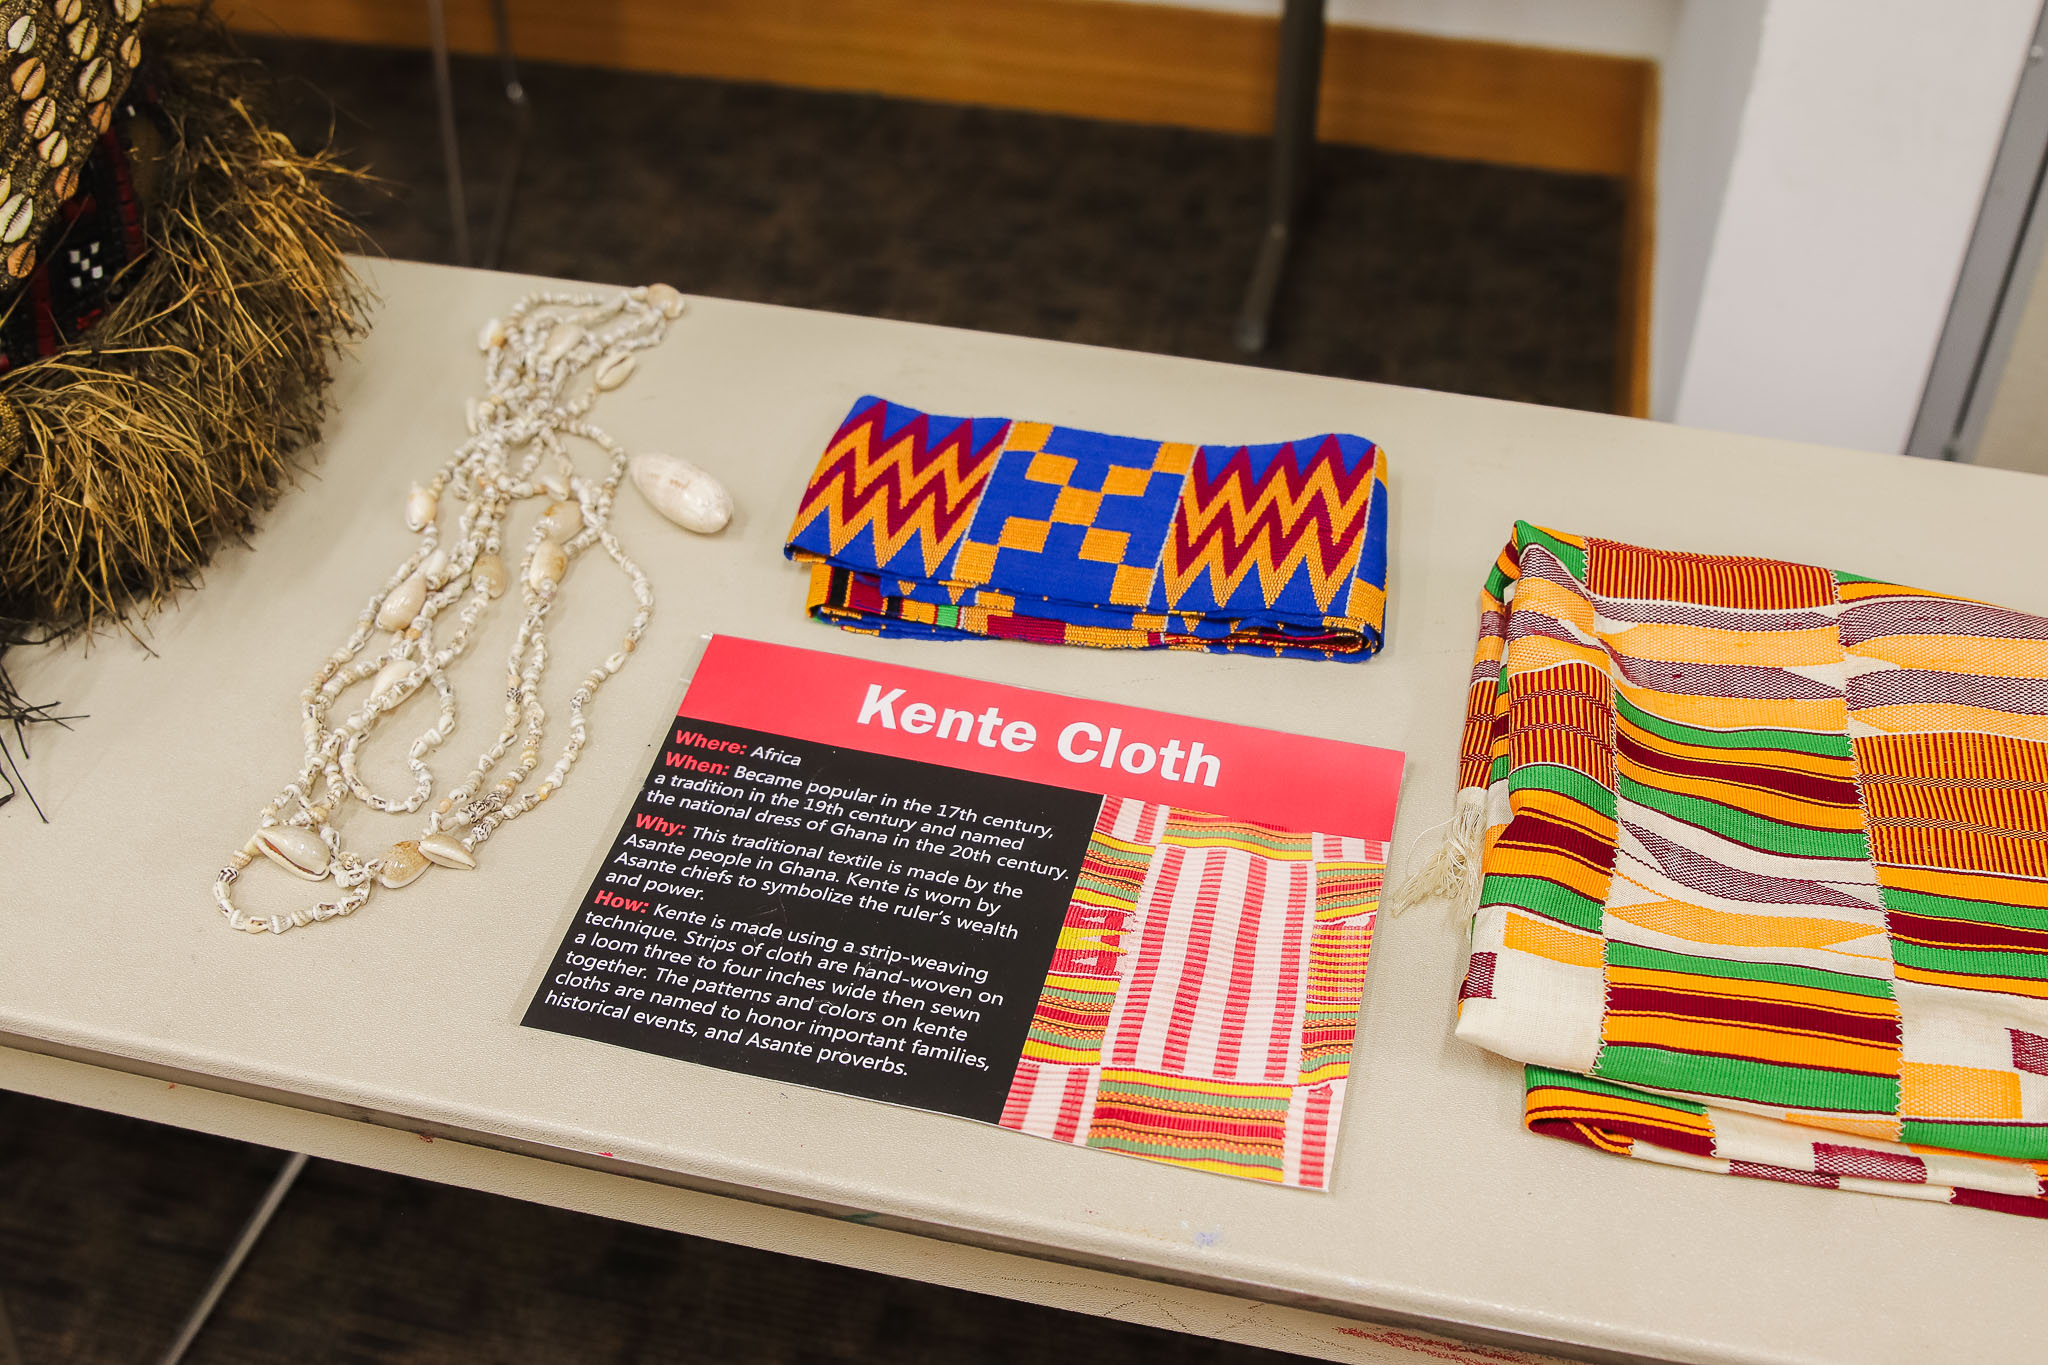 Kente Cloth
Where: Africa
When: Became popular in the 17th century,
a tradition in the 19th century and named
the national dress of Ghana in the 20th century.
Why: This traditional textile is made by the
Asante people in Ghana. Kente is worn by
Asante chiefs to symbolize the ruler's wealth
and power.
How: Kente is made using a strip-weaving
technique. Strips of cloth are hand-woven on
a loom three to four inches wide then sewn
together. The patterns and colors on kente
cloths are named to honor important families,
historical events, and Asante proverbs.